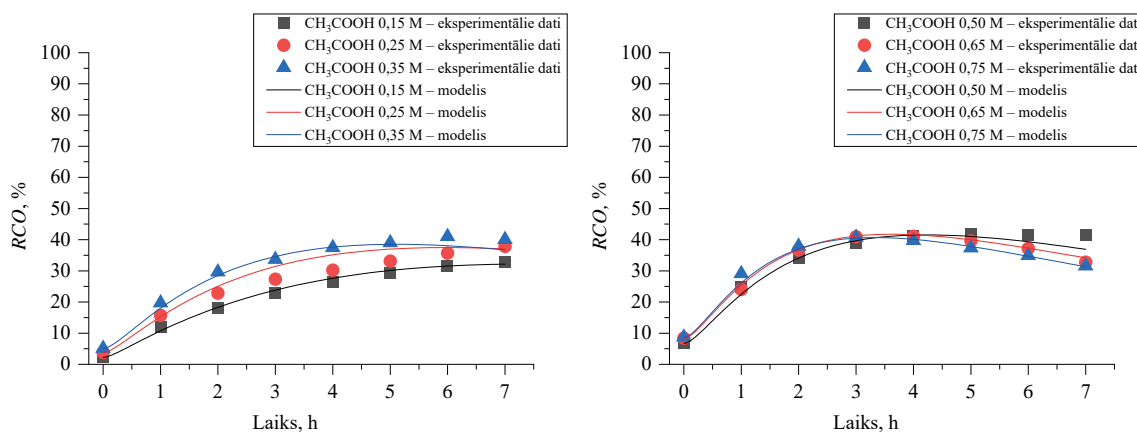 CH₃COOH 0,15 M – eksperimentālie dati
CH₃COOH 0,25 M – eksperimentālie dati
CH₃COOH 0,35 M – eksperimentālie dati
CH₃COOH 0,15 M – modelis
CH₃COOH 0,25 M – modelis
CH₃COOH 0,35 M – modelis
100
90
80
70
60
50
40
30
20
10
0
RCO, %
0 1 2 3 4 5 6 7
Laiks, h
CH₃COOH 0,50 M – eksperimentālie dati
CH₃COOH 0,65 M – eksperimentālie dati
CH₃COOH 0,75 M – eksperimentālie dati
CH₃COOH 0,50 M – modelis
CH₃COOH 0,65 M – modelis
CH₃COOH 0,75 M – modelis
100
90
80
70
60
50
40
30
20
10
0
RCO, %
0 1 2 3 4 5 6 7
Laiks, h